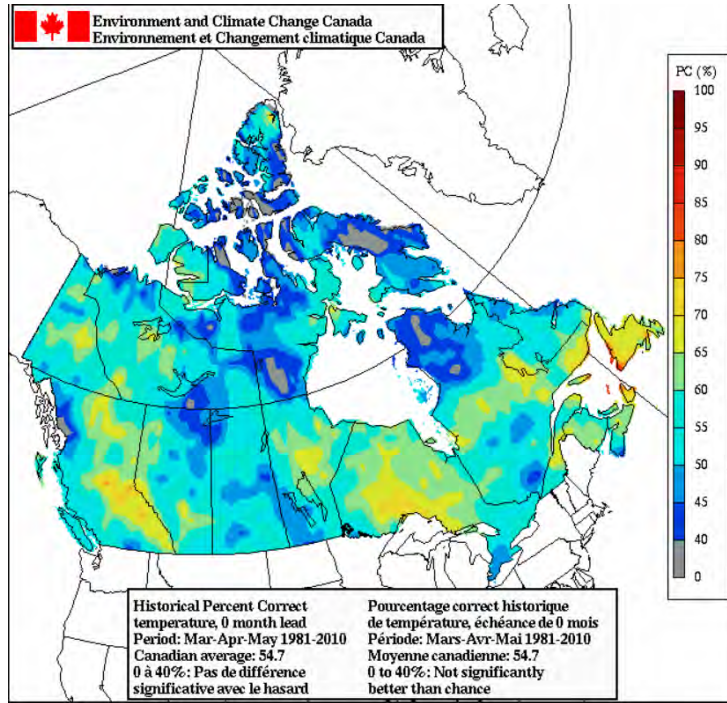 Environment and Climate Change Canada
Environnement et Changement climatique Canada
PC (%)
100
95
90
85
80
75
70
65
60
55
50
45
40
0
Historical Percent Correct
temperature, 0 month lead
Period: Mar-Apr-May 1981-2010
Canadian average: 54.7
0 à 40%: Pas de différence
significative avec le hasard
Pourcentage correct historique
de température, échéance de 0 mois
Période: Mars-Avr-Mai 1981-2010
Moyenne canadienne: 54.7
0 to 40%: Not significantly
better than chance